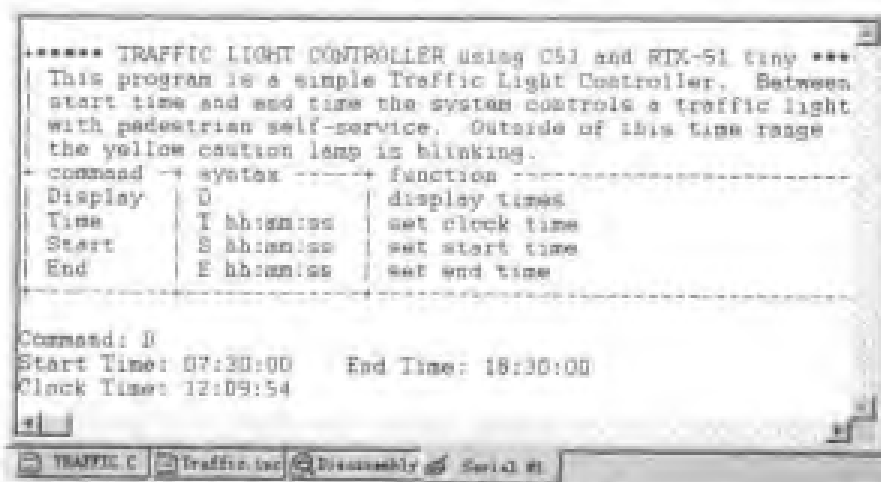 +***** TRAFFIC LIGHT CONTROLLER using C51 and RTX-51 tiny ***
| This program is a simple Traffic Light Controller. Between
| start time and end time the system controls a traffic light
| with pedestrian self-service. Outside of this time range
| the yellow caution lamp is blinking.
+ command -+ syntax -----+ function ---------------------------
| Display | D | display times
| Time | T hh:mm:ss | set clock time
| Start | S hh:mm:ss | set start time
| End | E hh:mm:ss | set end time
+----------+-------------+-------------------------------------
Command: D
Start Time: 07:30:00 End Time: 18:30:00
Clock Time: 12:09:54
TRAFFIC.C Traffic.inc Disassembly Serial #1